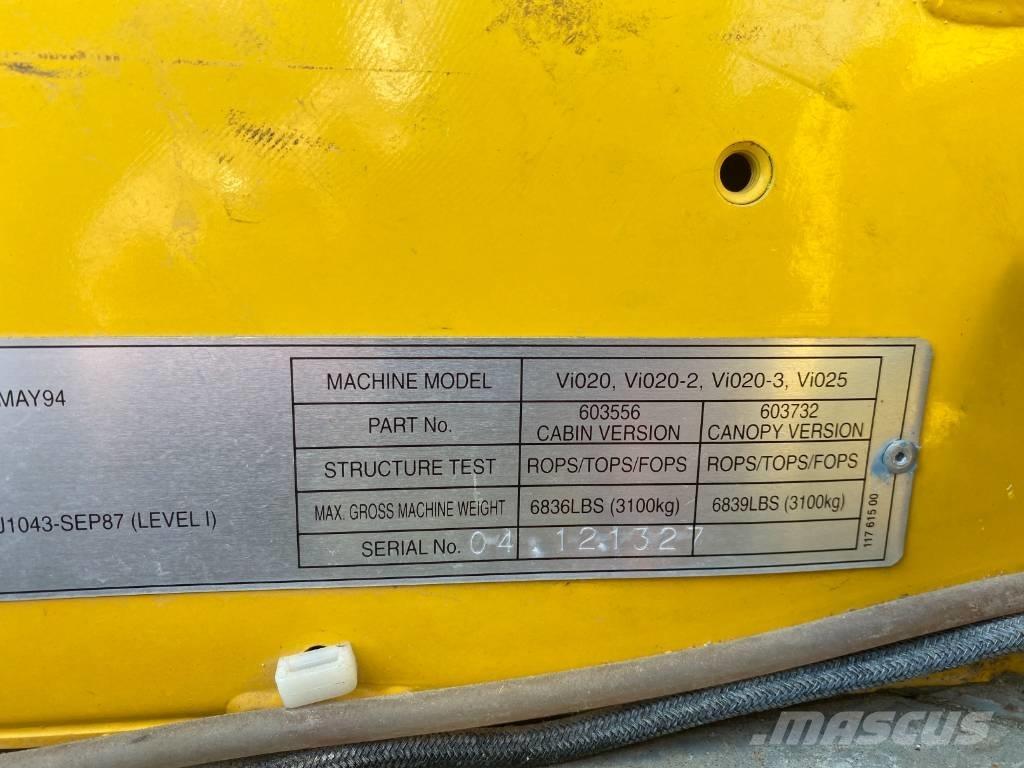 MAY94
J1043-SEP87 (LEVEL I)
MACHINE MODEL Vi020, Vi020-2, Vi020-3, Vi025
PART No. 603556 CABIN VERSION 603732 CANOPY VERSION
STRUCTURE TEST ROPS/TOPS/FOPS ROPS/TOPS/FOPS
MAX. GROSS MACHINE WEIGHT 6836LBS (3100kg) 6839LBS (3100kg)
SERIAL No. 04.121327
117 615 00
MASCUS